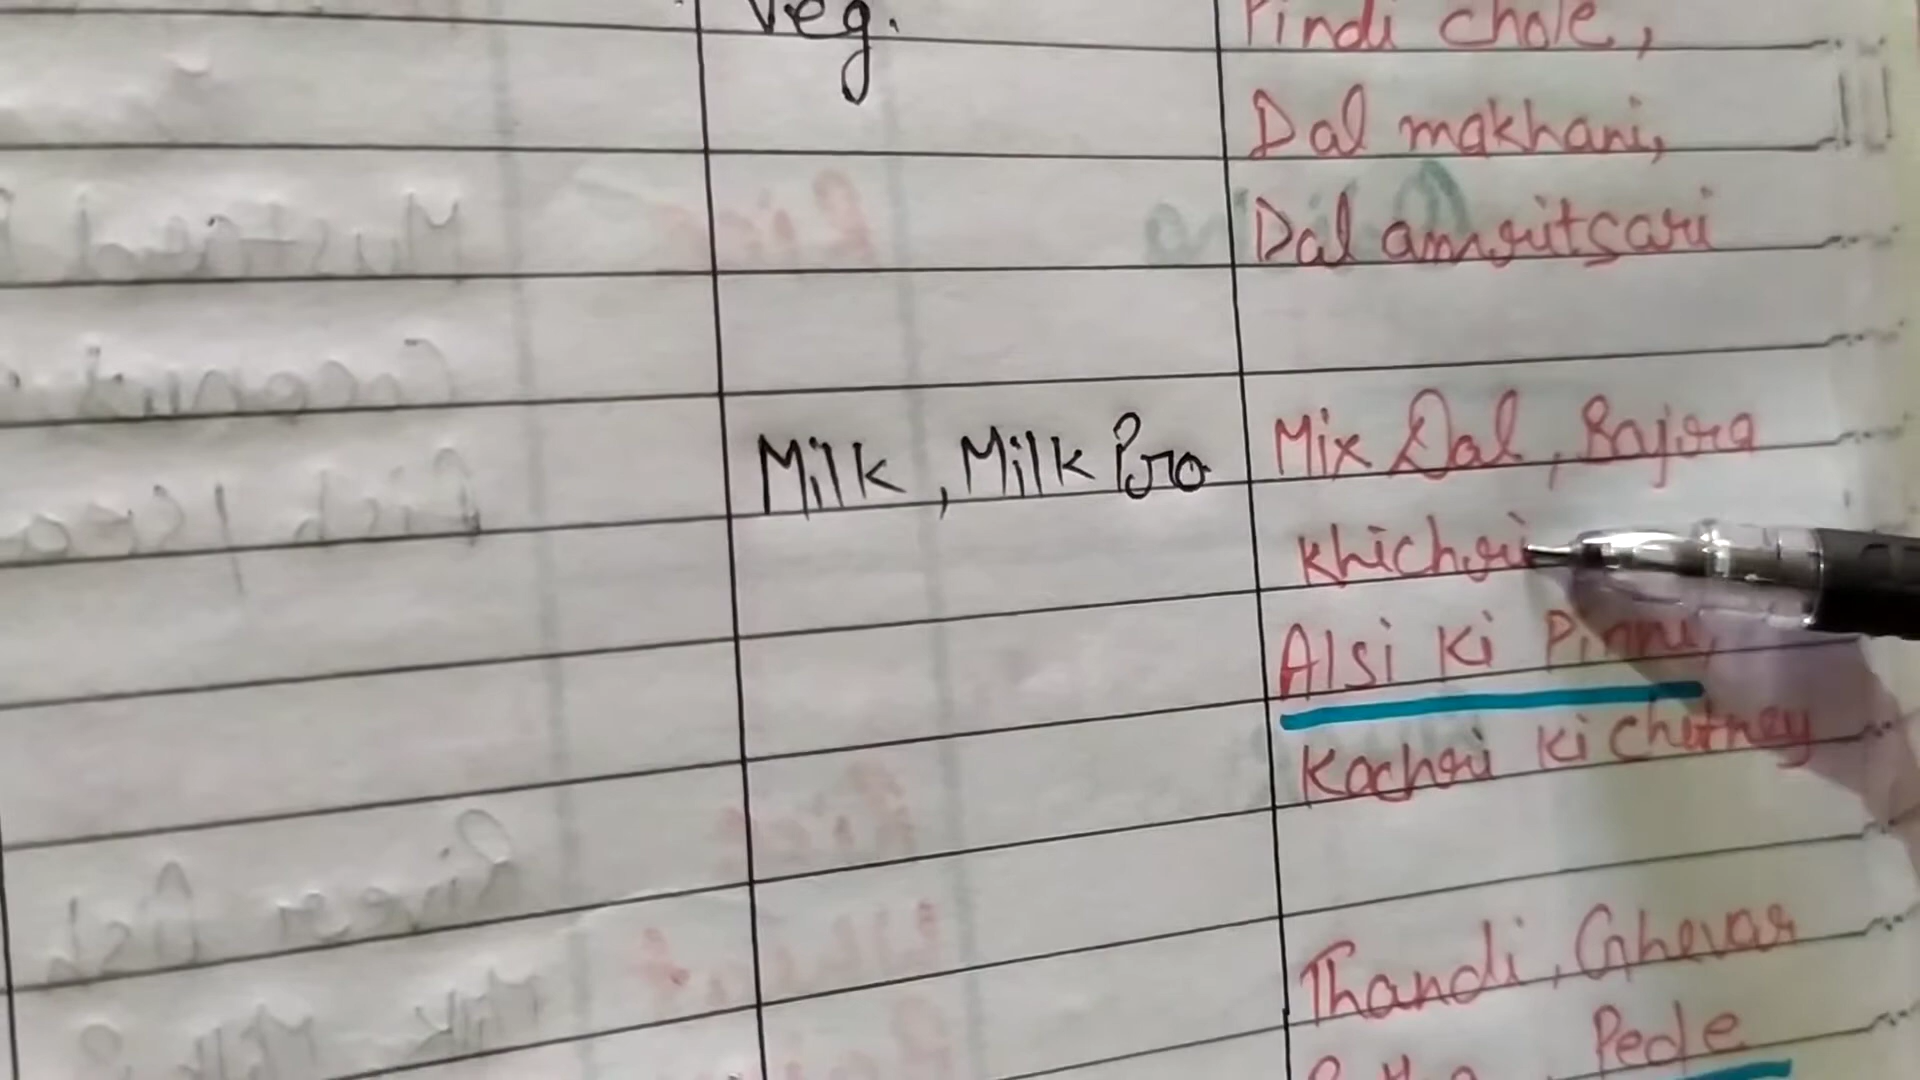 Veg.
Pindi chole,
Dal makhani,
Dal amritsari
Milk, Milk Pro
Mix Dal, Bajra
Khichri
Alsi Ki Pinni,
Kachri Ki Chutney
Thandi, Ghevar
Pede